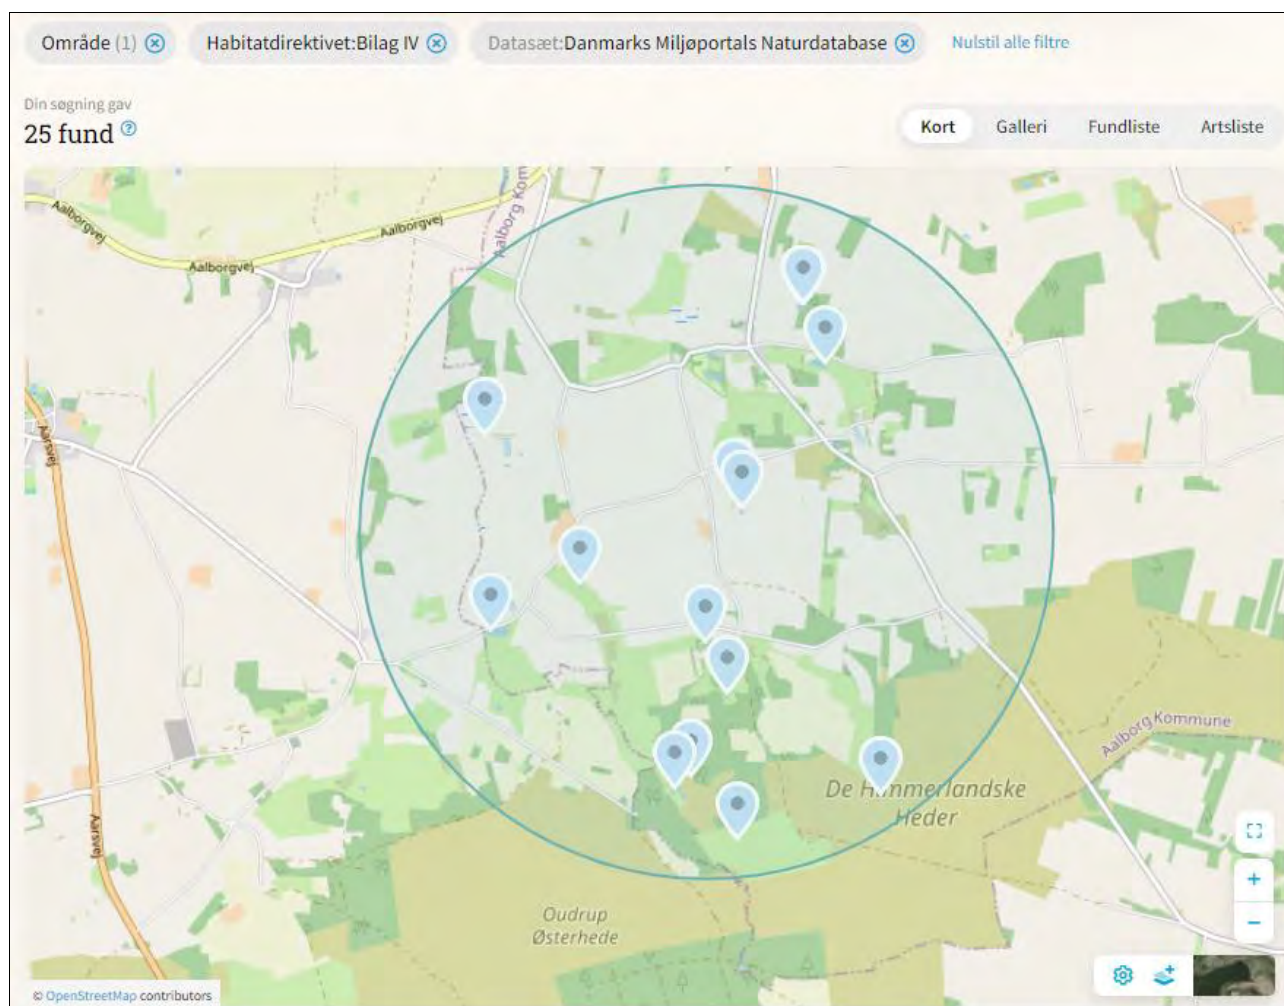 Område (1) Habitatdirektivet:Bilag IV Datasæt:Danmarks Miljøportals Naturdatabase Nulstil alle filtre
Din søgning gav
25 fund ?
Kort Galleri Fundliste Artsliste
Aalborg Kom
Aalborgvej
Aalborgvej
Aalborgvej
Aarsvej
Aalborg Kommune
De Himmerlandske
Heder
Aarsvej
Oudrup
Østerhede
+
−
© OpenStreetMap contributors